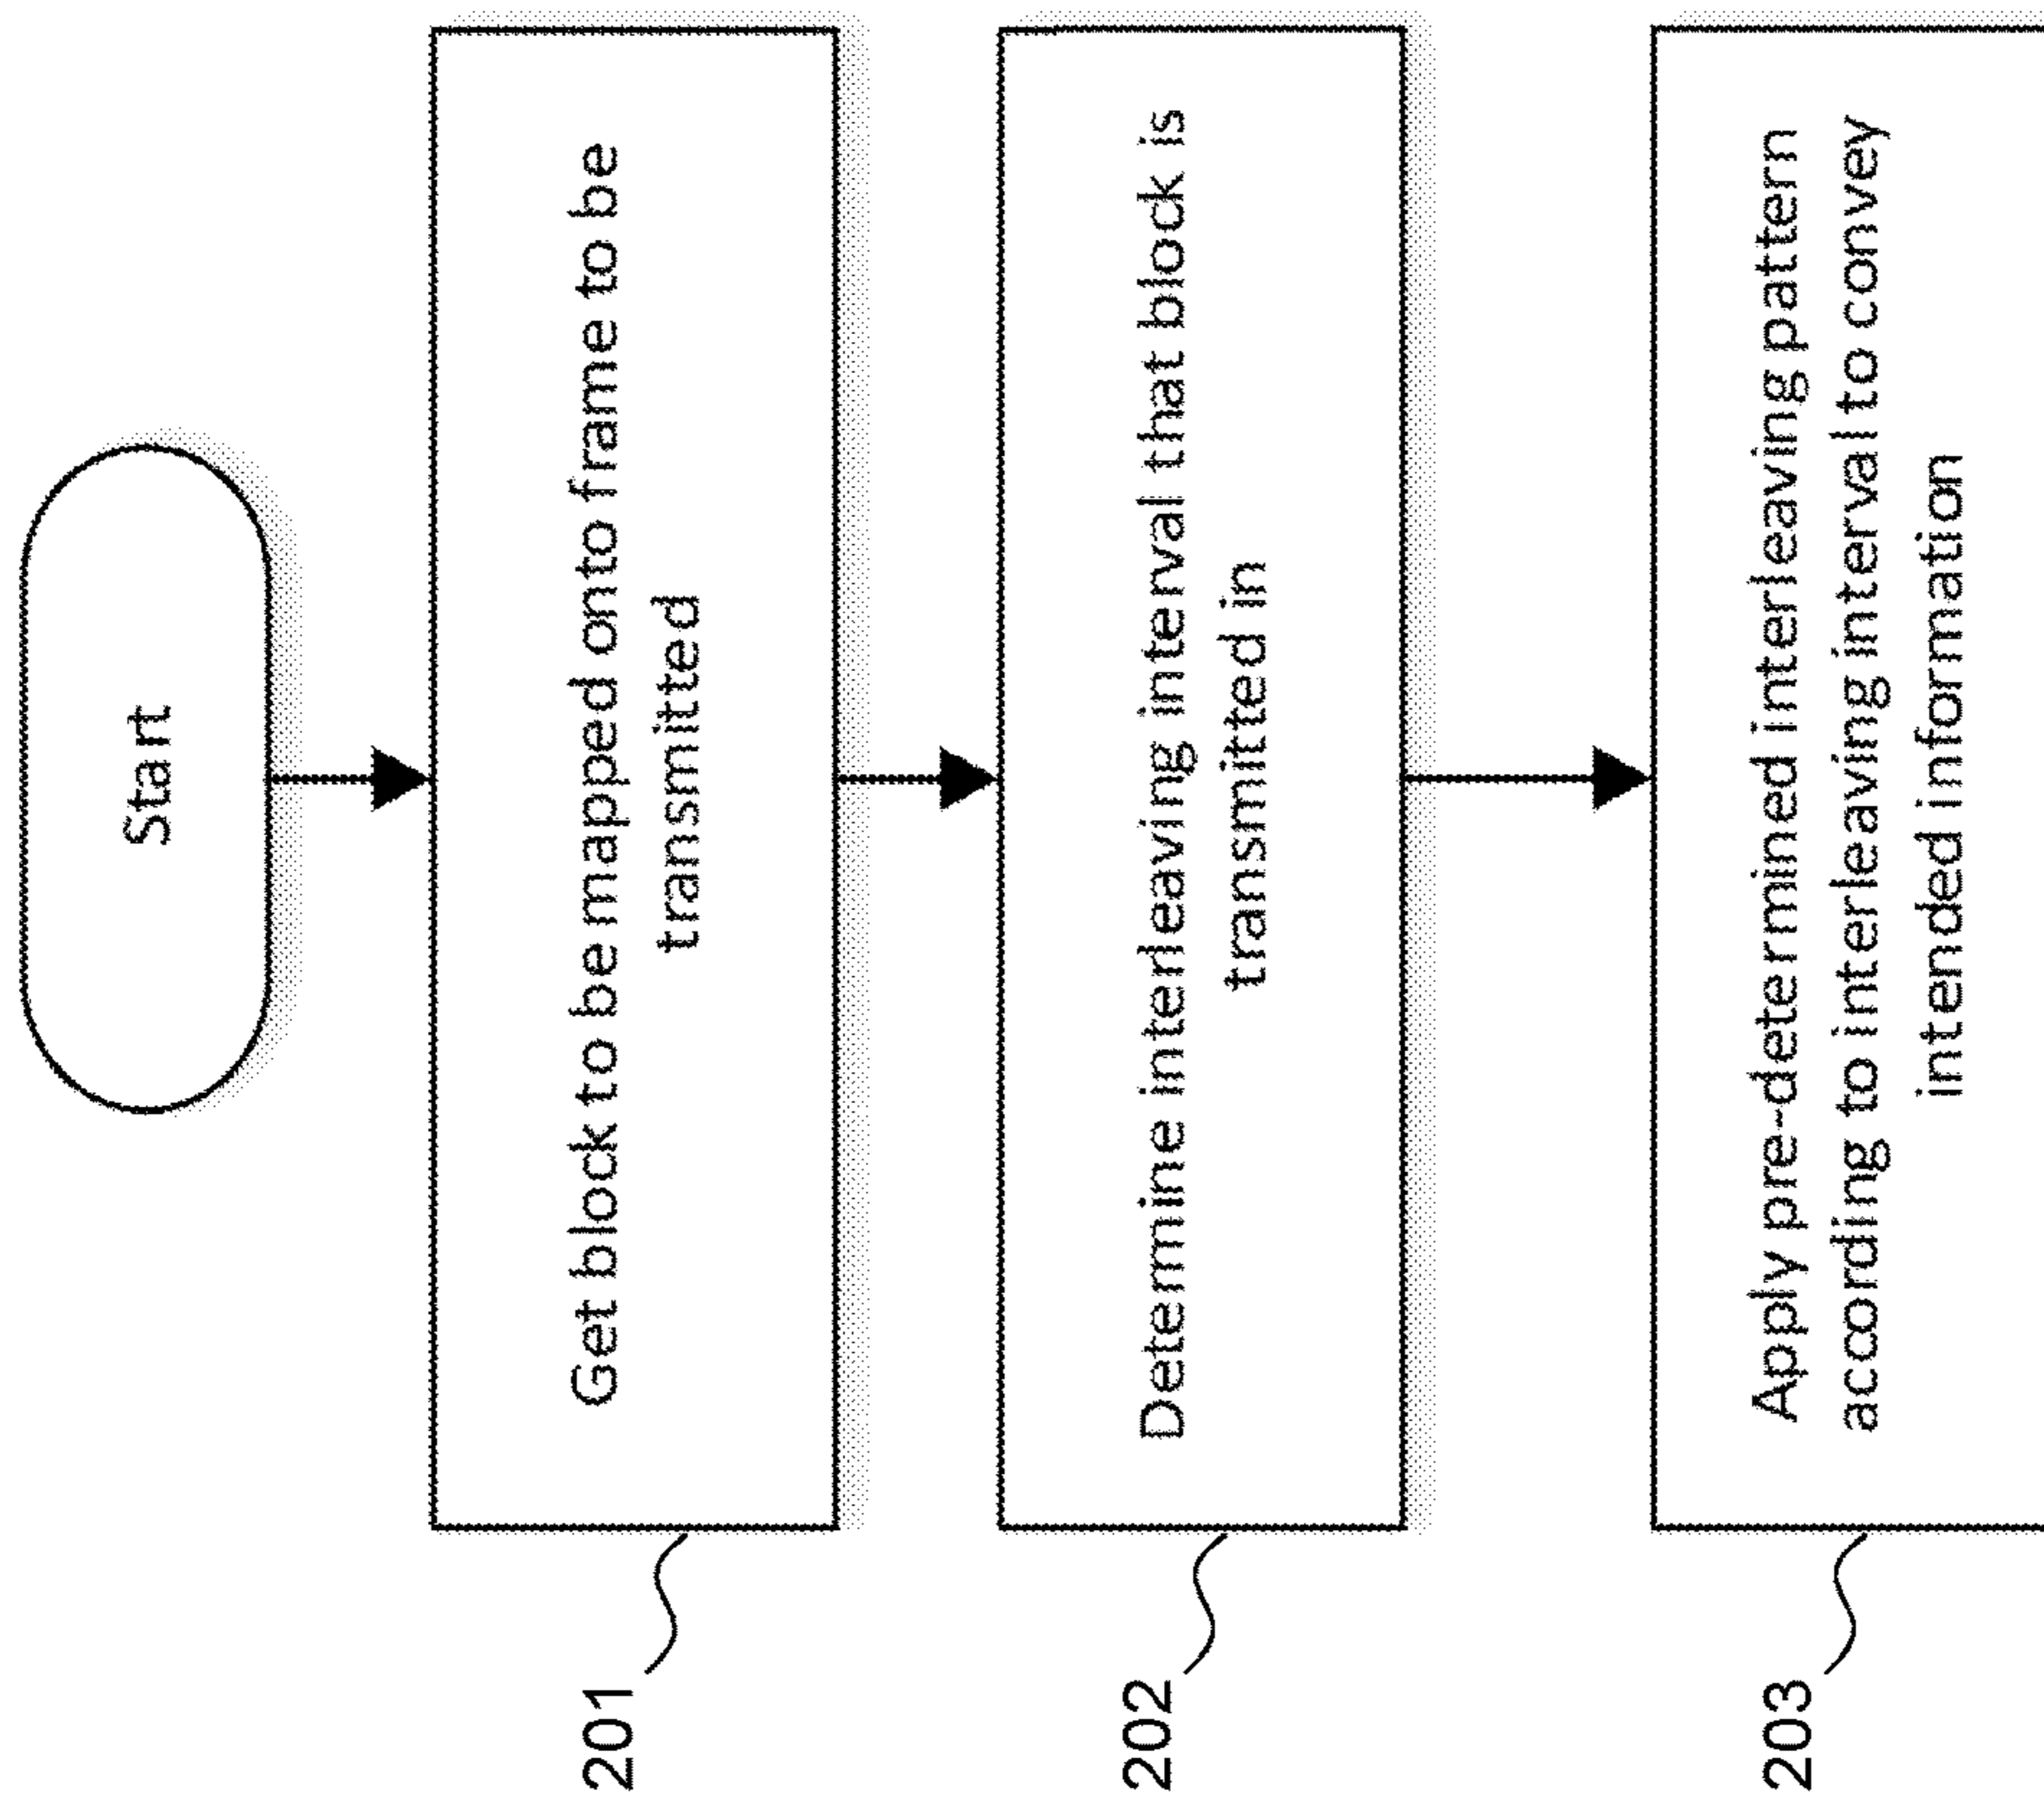 Start
201
Get block to be mapped onto frame to be
transmitted
202
Determine interleaving interval that block is
transmitted in
203
Apply pre-determined interleaving pattern
according to interleaving interval to convey
intended information